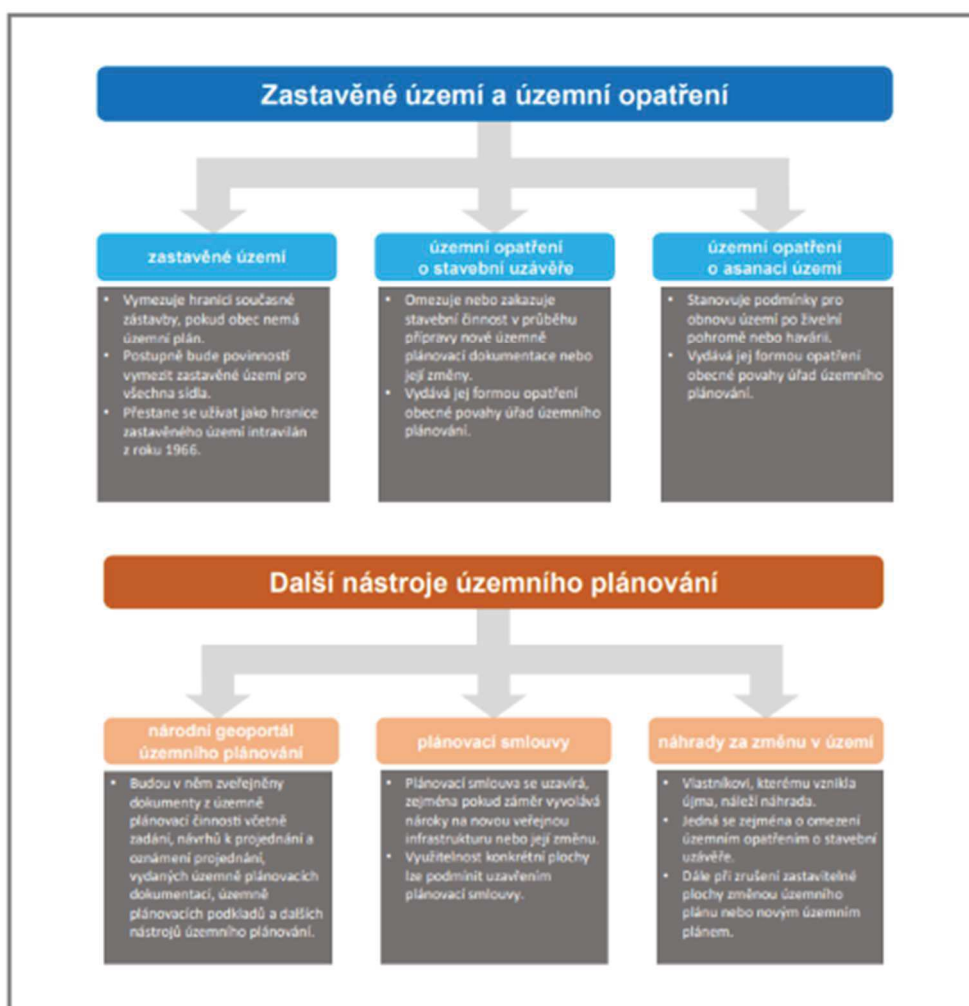 Zastavěné území a územní opatření
zastavěné území
• Vymezuje hranici současné
zástavby, pokud obec nemá
územní plán.
• Postupně bude povinností
vymezit zastavěné území pro
všechna sídla.
• Přestane se užívat jako hranice
zastavěného území intravilán
z roku 1966.
územní opatření
o stavební uzávěře
• Omezuje nebo zakazuje
stavební činnost v průběhu
přípravy nové územně
plánovací dokumentace nebo
její změny.
• Vydává jej formou opatření
obecné povahy úřad územního
plánování.
územní opatření
o asanaci území
• Stanovuje podmínky pro
obnovu území po živelní
pohromě nebo havárii.
• Vydává jej formou opatření
obecné povahy úřad územního
plánování.
Další nástroje územního plánování
národní geoportál
územního plánování
• Budou v něm zveřejněny
dokumenty z územně
plánovací činnosti včetně
zadání, návrhů k projednání a
oznámení projednání,
vydaných územně plánovacích
dokumentací, územně
plánovacích podkladů a dalších
nástrojů územního plánování.
plánovací smlouvy
• Plánovací smlouva se uzavírá,
zejména pokud záměr vyvolává
nároky na novou veřejnou
infrastrukturu nebo její změnu.
• Využitelnost konkrétní plochy
lze podmínit uzavřením
plánovací smlouvy.
náhrady za změnu v území
• Vlastníkovi, kterému vznikla
újma, náleží náhrada.
• Jedná se zejména o omezení
územním opatřením o stavební
uzávěře.
• Dále při zrušení zastavitelné
plochy změnou územního
plánu nebo novým územním
plánem.